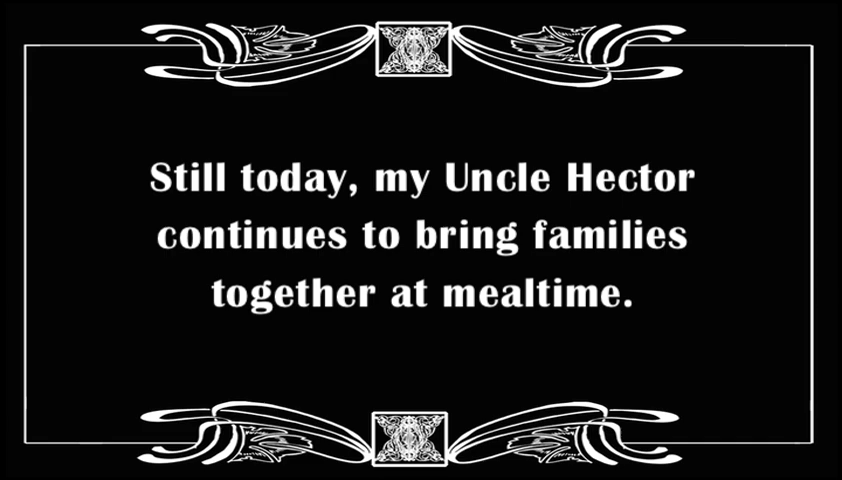 Still today, my Uncle Hector
continues to bring families
together at mealtime.